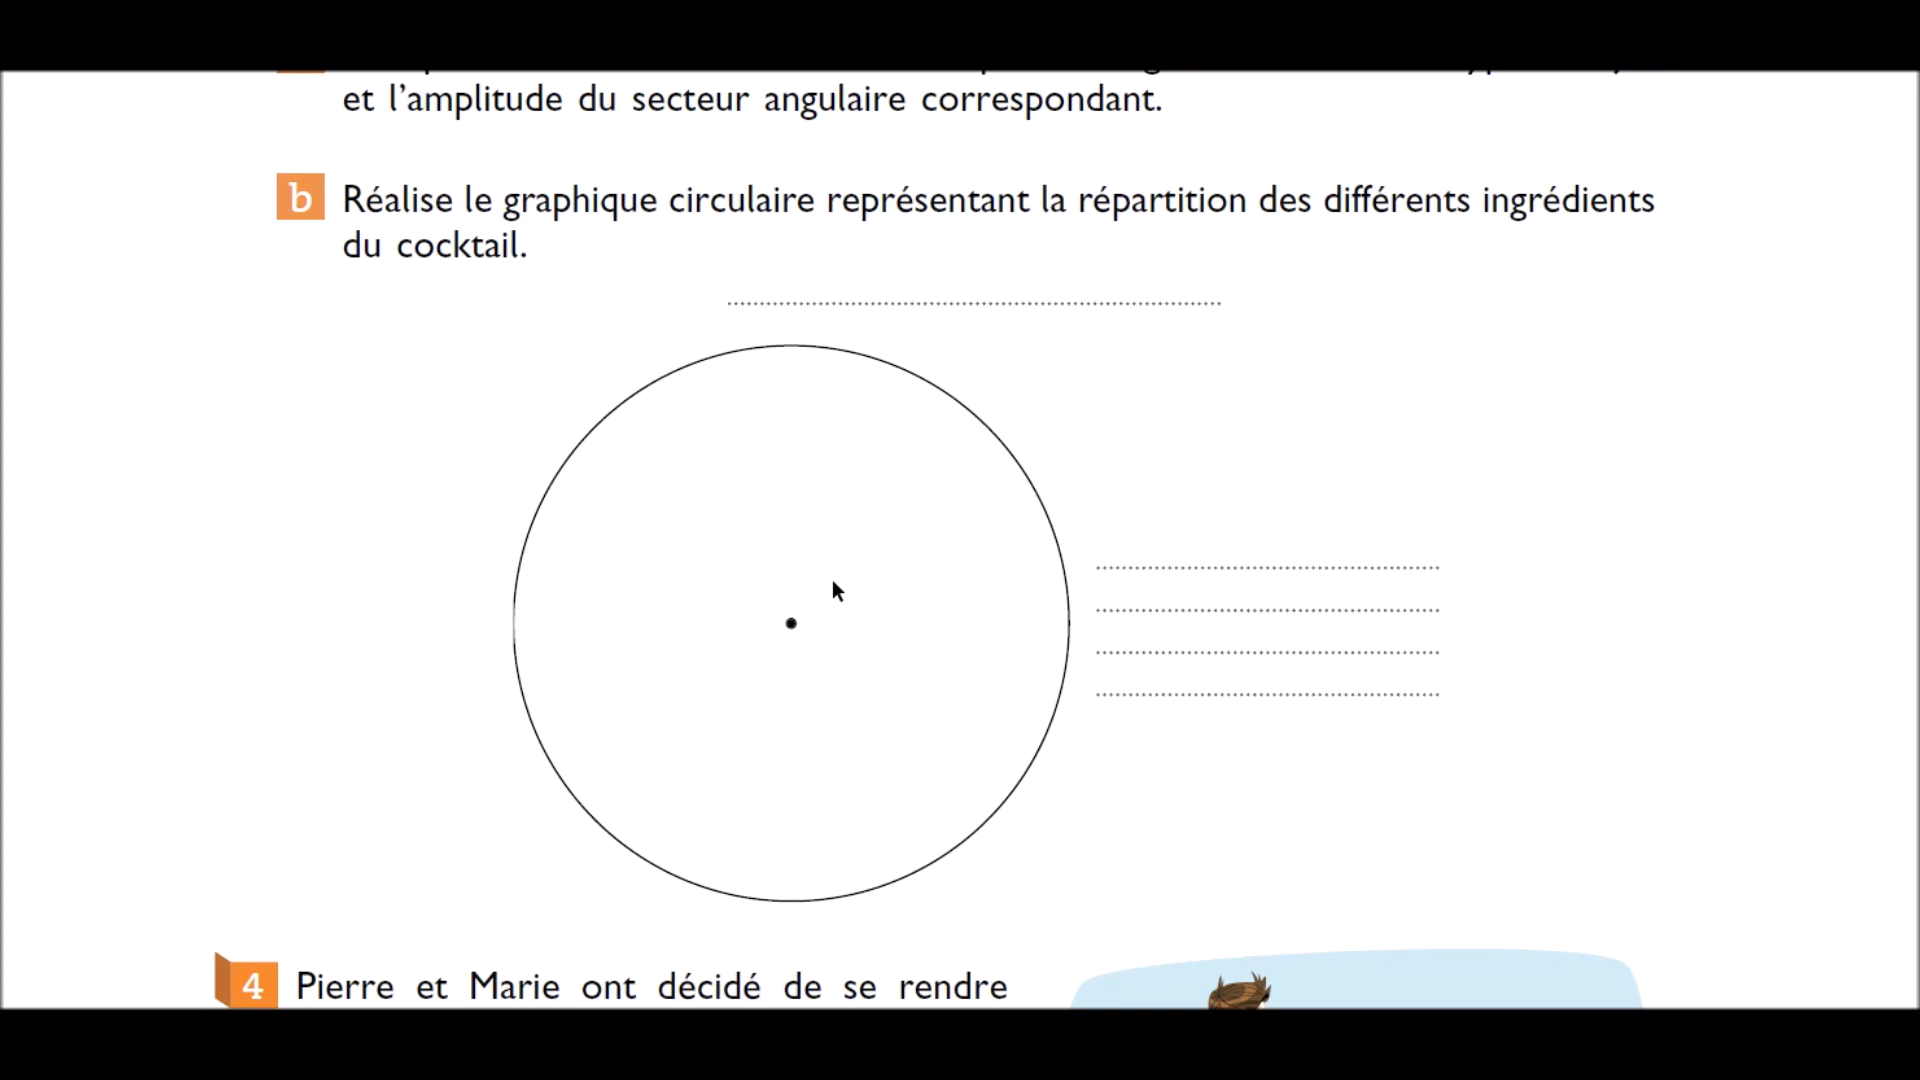 et l’amplitude du secteur angulaire correspondant.
b Réalise le graphique circulaire représentant la répartition des différents ingrédients
du cocktail.
4 Pierre et Marie ont décidé de se rendre